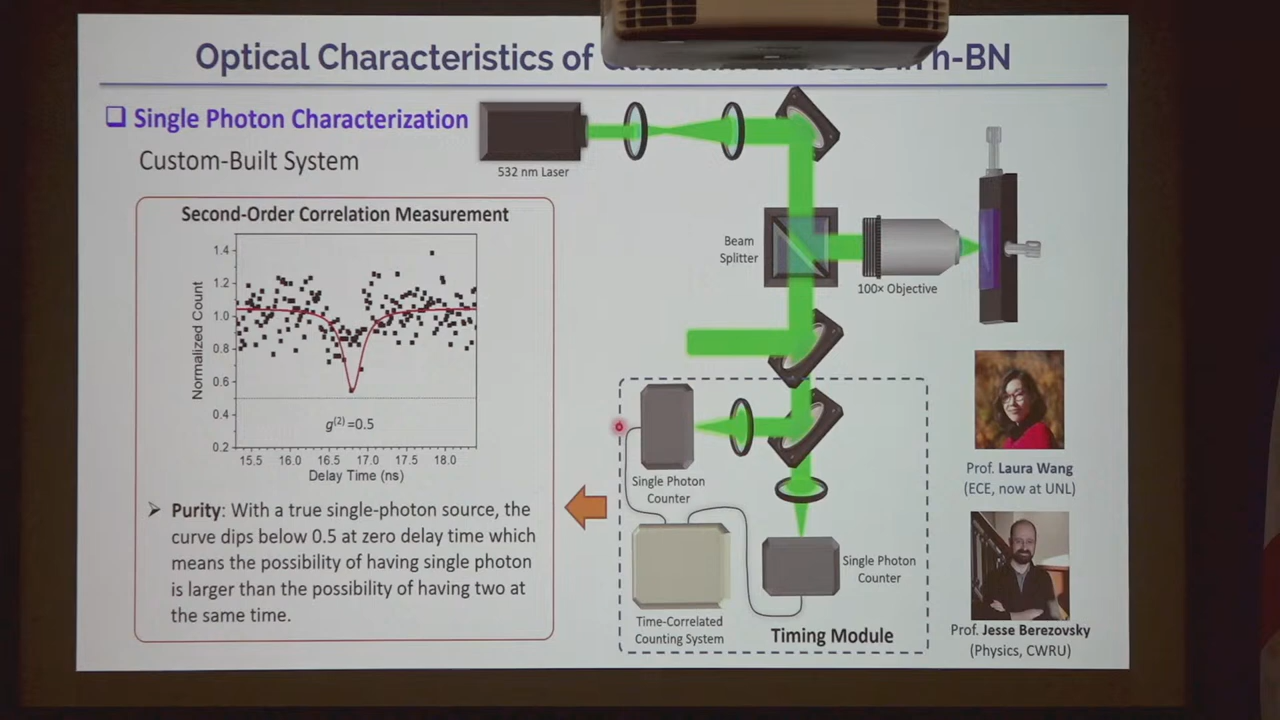 Optical Characteristics of in h-BN
❑ Single Photon Characterization
Custom-Built System
532 nm Laser
Second-Order Correlation Measurement
Normalized Count
1.4
1.2
1.0
0.8
0.6
0.4
0.2
g(2)=0.5
15.5 16.0 16.5 17.0 17.5 18.0
Delay Time (ns)
➢ Purity: With a true single-photon source, the
curve dips below 0.5 at zero delay time which
means the possibility of having single photon
is larger than the possibility of having two at
the same time.
Beam
Splitter
100× Objective
Single Photon
Counter
Single Photon
Counter
Time-Correlated
Counting System
Timing Module
Prof. Laura Wang
(ECE, now at UNL)
Prof. Jesse Berezovsky
(Physics, CWRU)